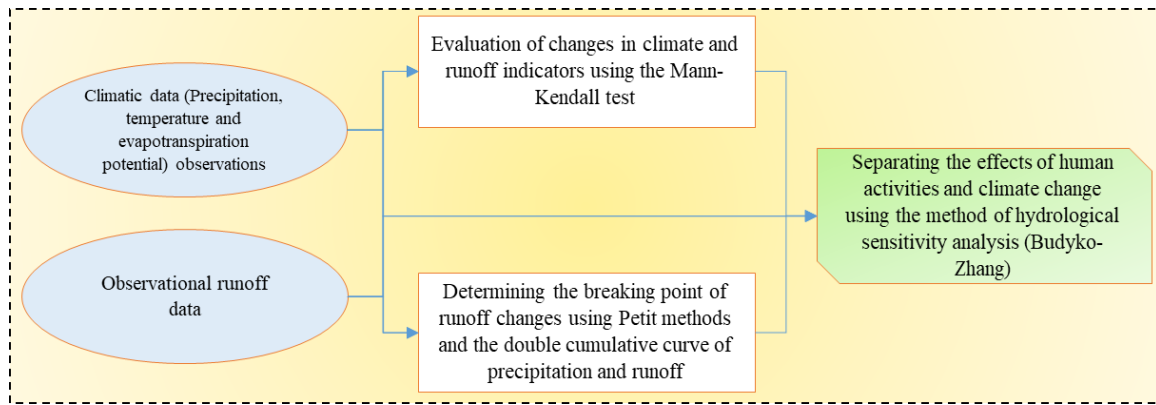 Climatic data (Precipitation,
temperature and
evapotranspiration
potential) observations
Observational runoff
data
Evaluation of changes in climate and
runoff indicators using the Mann-
Kendall test
Determining the breaking point of
runoff changes using Petit methods
and the double cumulative curve of
precipitation and runoff
Separating the effects of human
activities and climate change
using the method of hydrological
sensitivity analysis (Budyko-
Zhang)